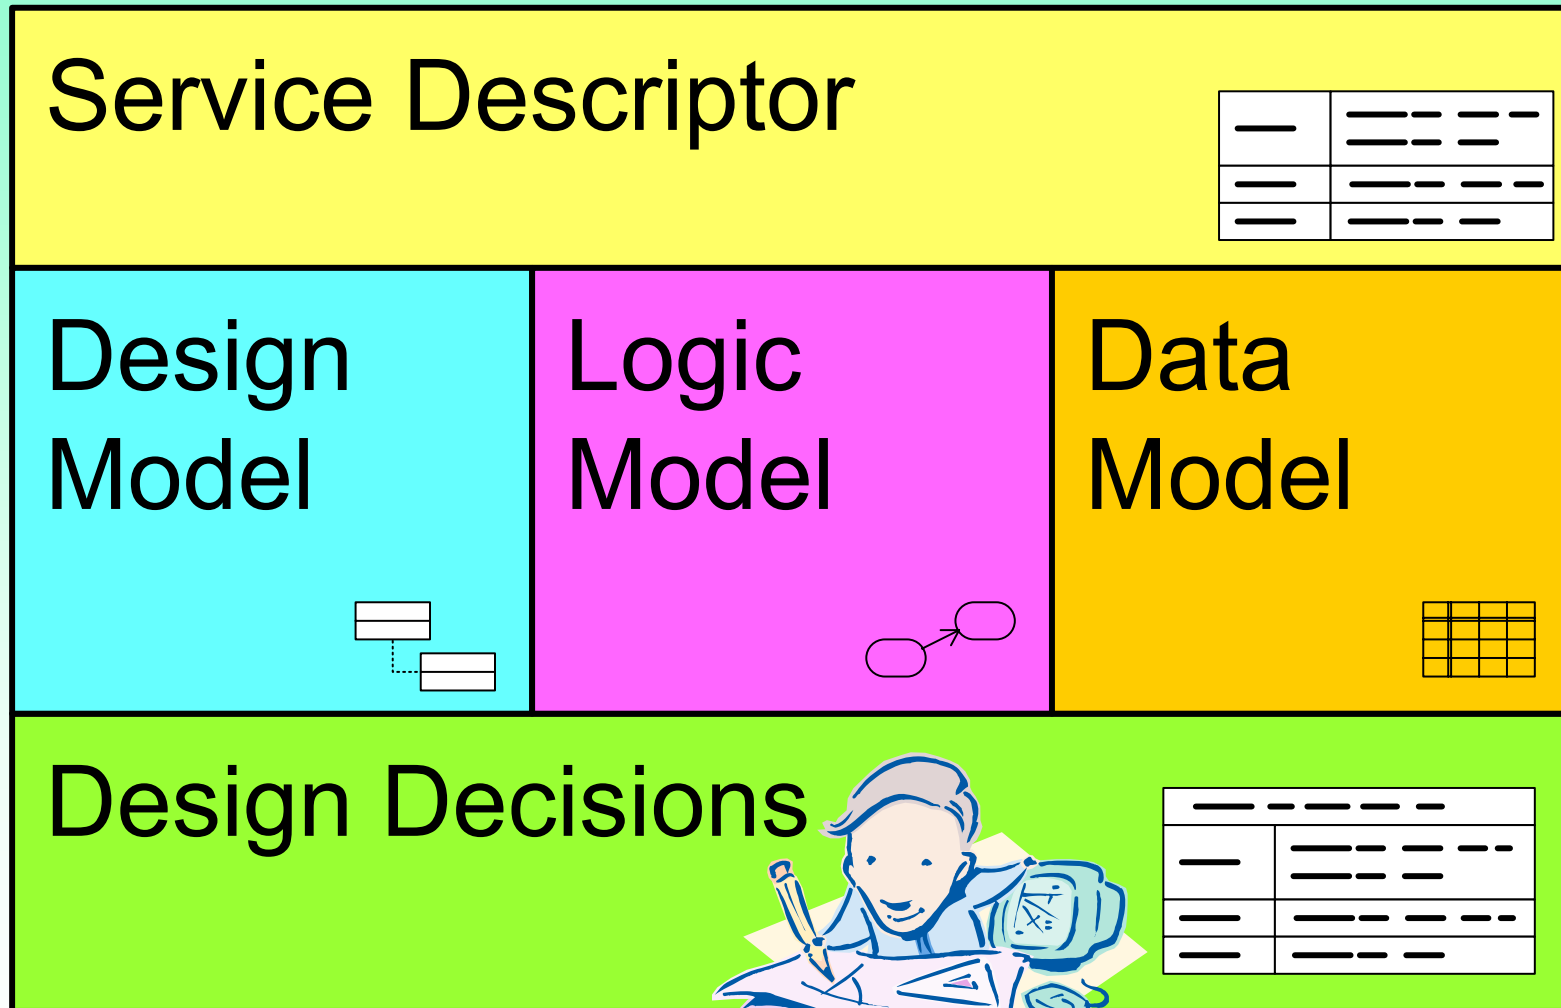 Service Descriptor
Design
Model
Logic
Model
Data
Model
Design Decisions